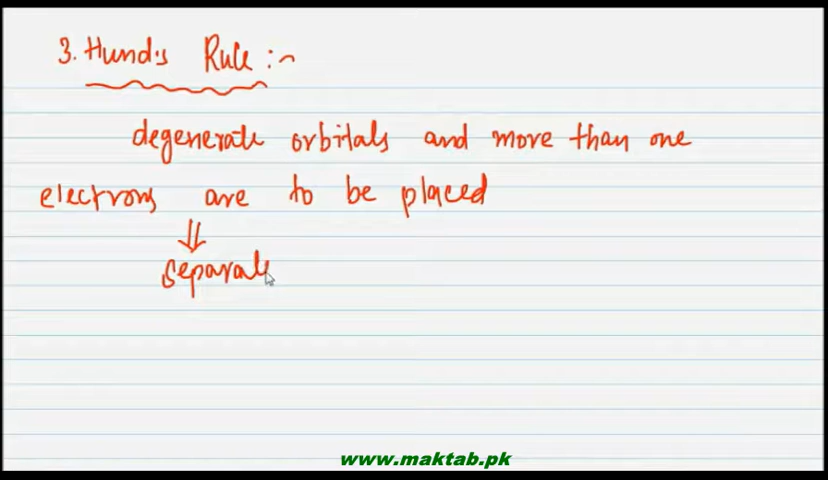 3. Hund's Rule :-
degenerate orbitals and more than one
electrons are to be placed
⇓
separate
www.maktab.pk